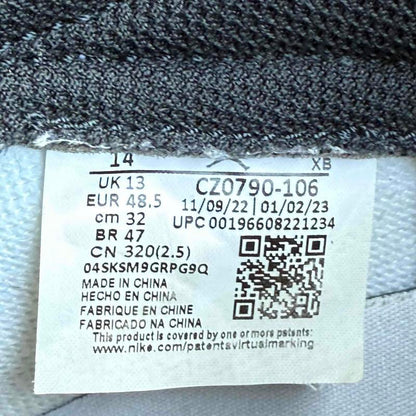 14 XB
UK 13 CZ0790-106
EUR 48.5 11/09/22 | 01/02/23
cm 32 UPC 00196608221234
BR 47
CN 320(2.5)
04SKSM9GRPG9Q
MADE IN CHINA
HECHO EN CHINA
FABRIQUE EN CHINE
FABRICADO NA CHINA
This product is covered by one or more patents:
www.nike.com/patentsvirtualmarking